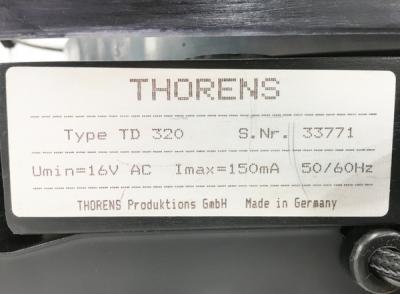 THORENS
Type TD 320 S.Nr. 33771
Umin=16V AC Imax=150mA 50/60Hz
THORENS Produktions GmbH Made in Germany